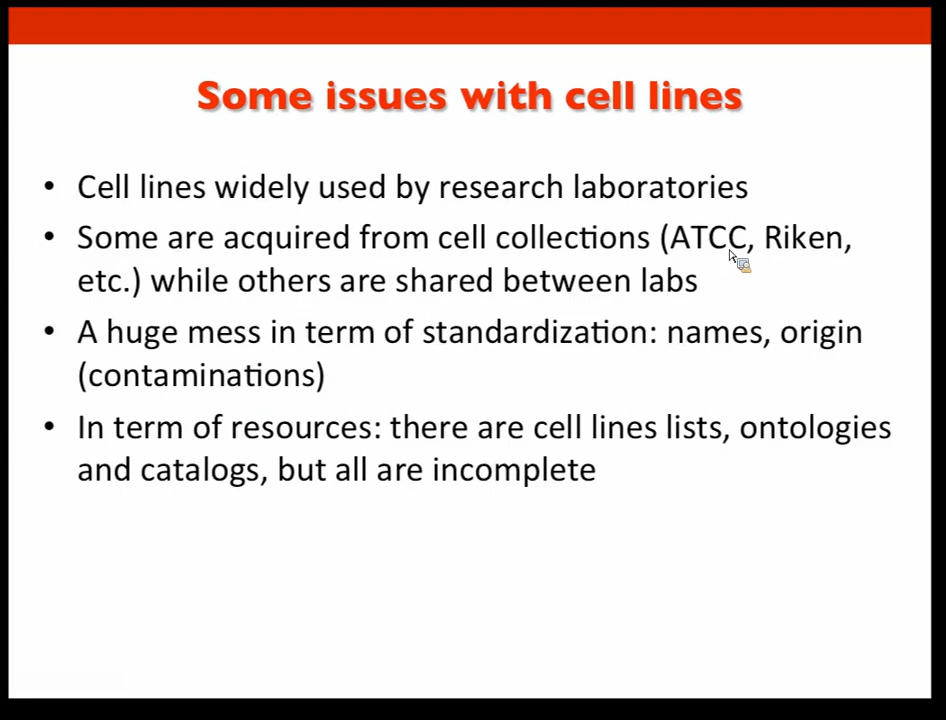 Some issues with cell lines
• Cell lines widely used by research laboratories
• Some are acquired from cell collections (ATCC, Riken,
etc.) while others are shared between labs
• A huge mess in term of standardization: names, origin
(contaminations)
• In term of resources: there are cell lines lists, ontologies
and catalogs, but all are incomplete